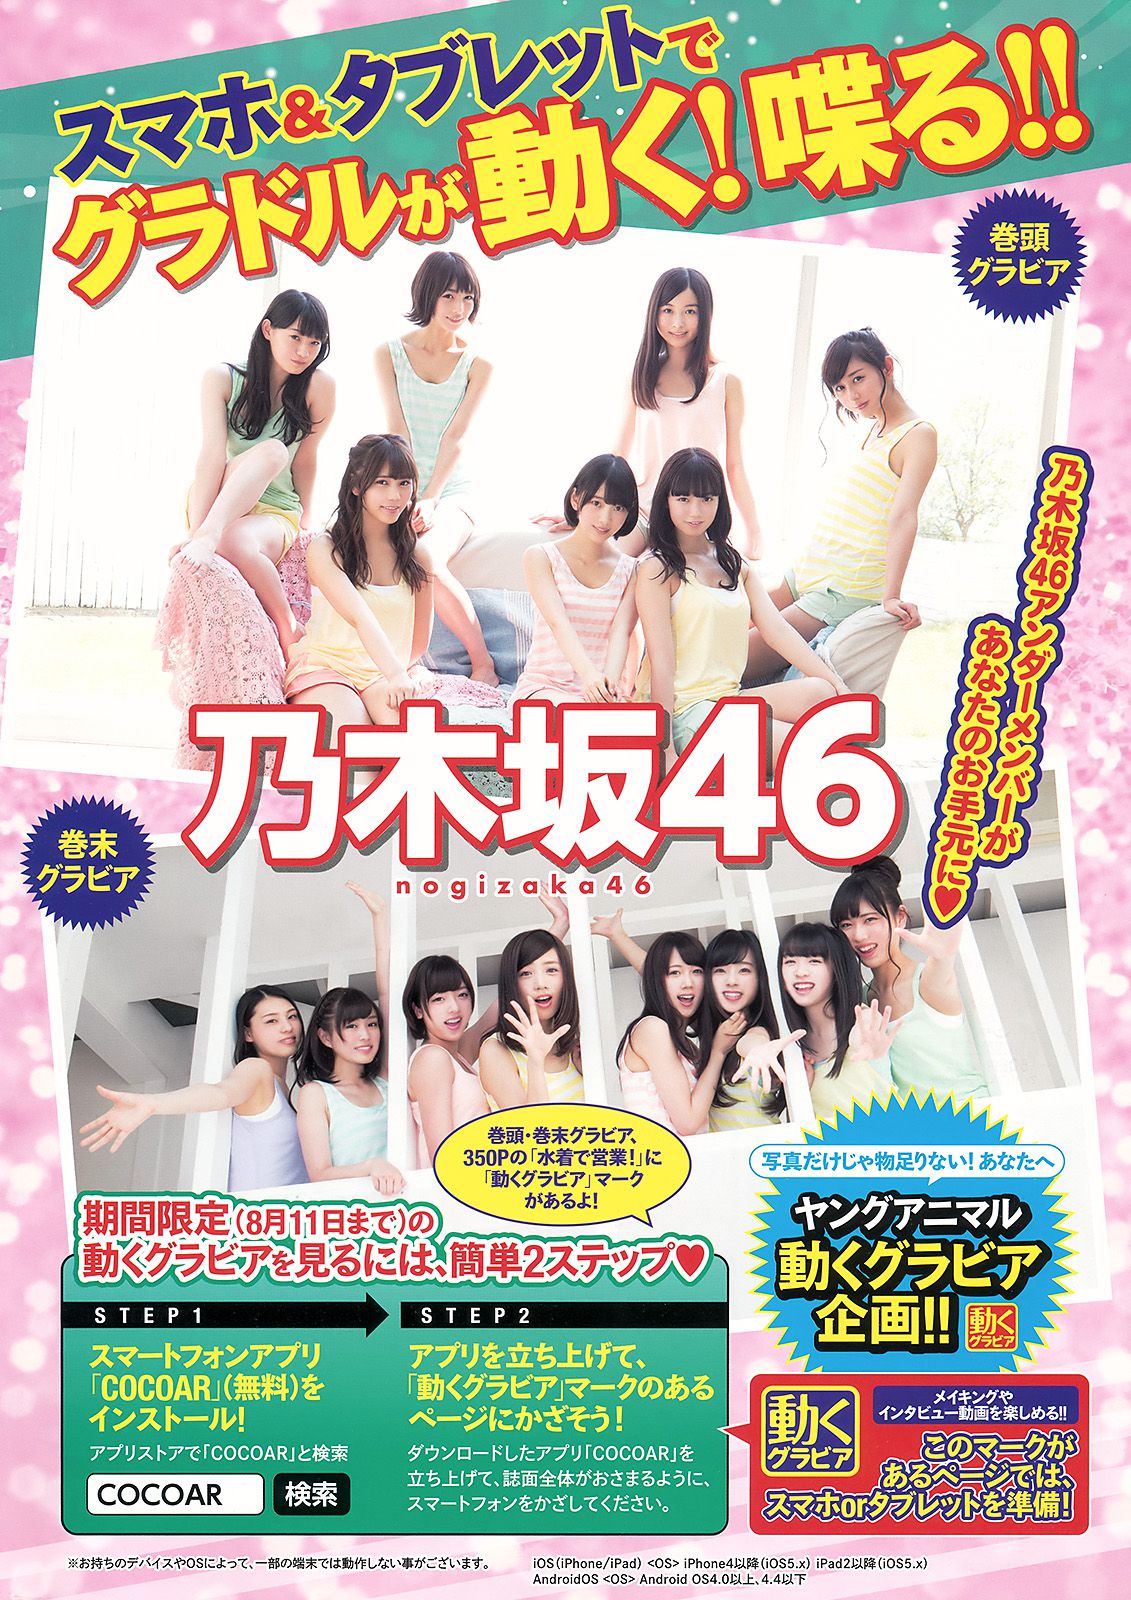 スマホ&タブレットで
グラドルが動く!喋る!!
巻頭
グラビア
乃木坂46アンダーメンバーが
あなたのお手元に♥
乃木坂46
nogizaka46
巻末
グラビア
巻頭・巻末グラビア、
350Pの「水着で営業!」に
「動くグラビア」マーク
があるよ!
写真だけじゃ物足りない!あなたへ
ヤングアニマル
動くグラビア
企画!!
動く
グラビア
期間限定(8月11日まで)の
動くグラビアを見るには、簡単2ステップ♥
STEP1
スマートフォンアプリ
「COCOAR」(無料)を
インストール!
アプリストアで「COCOAR」と検索
COCOAR 検索
STEP2
アプリを立ち上げて、
「動くグラビア」マークのある
ページにかざそう!
ダウンロードしたアプリ「COCOAR」を
立ち上げて、誌面全体がおさまるように、
スマートフォンをかざしてください。
動く
グラビア
メイキングや
インタビュー動画を楽しめる!!
このマークが
あるページでは、
スマホorタブレットを準備!
※お持ちのデバイスやOSによって、一部の端末では動作しない事がございます。
iOS(iPhone/iPad) <OS> iPhone4以降(iOS5.x) iPad2以降(iOS5.x)
AndroidOS <OS> Android OS4.0以上、4.4以下